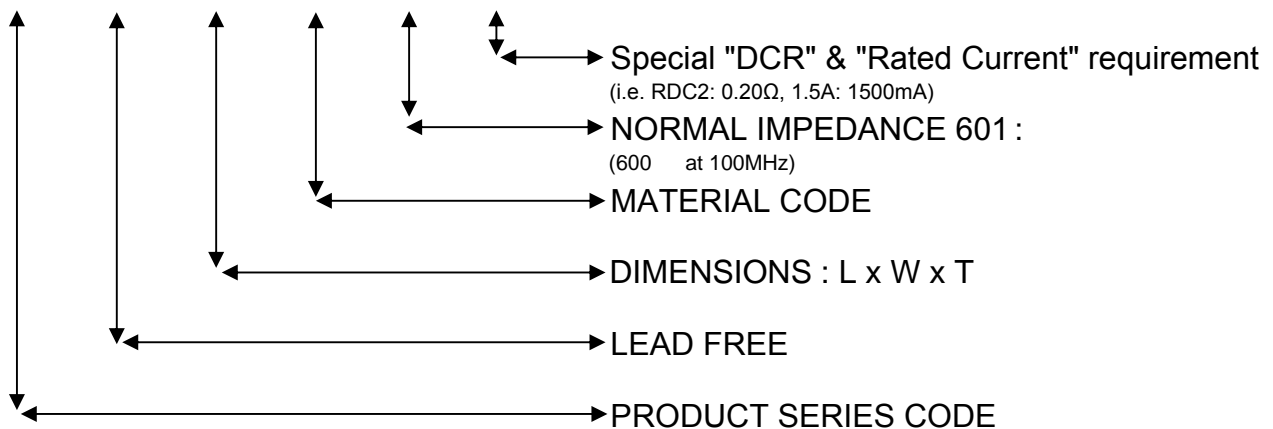 Special "DCR" & "Rated Current" requirement
(i.e. RDC2: 0.20Ω, 1.5A: 1500mA)
NORMAL IMPEDANCE 601 :
(600 at 100MHz)
MATERIAL CODE
DIMENSIONS : L x W x T
LEAD FREE
PRODUCT SERIES CODE